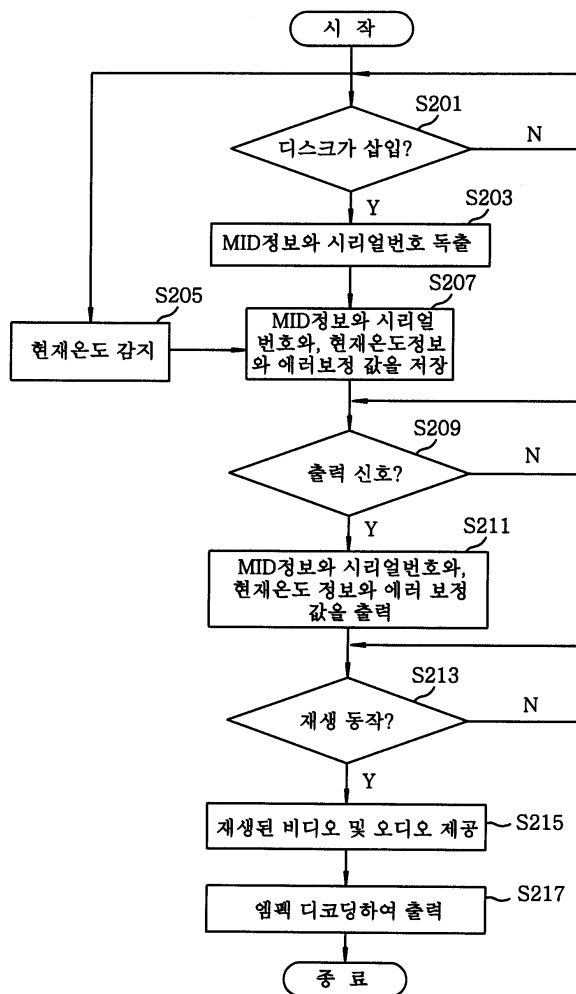 시 작
S201
디스크가 삽입?
N
Y
S203
MID정보와 시리얼번호 독출
S205
현재온도 감지
S207
MID정보와 시리얼
번호와, 현재온도정보
와 에러보정 값을 저장
S209
출력 신호?
N
Y
S211
MID정보와 시리얼번호와,
현재온도 정보와 에러 보정
값을 출력
S213
재생 동작?
N
Y
재생된 비디오 및 오디오 제공
S215
S217
엠펙 디코딩하여 출력
종 료